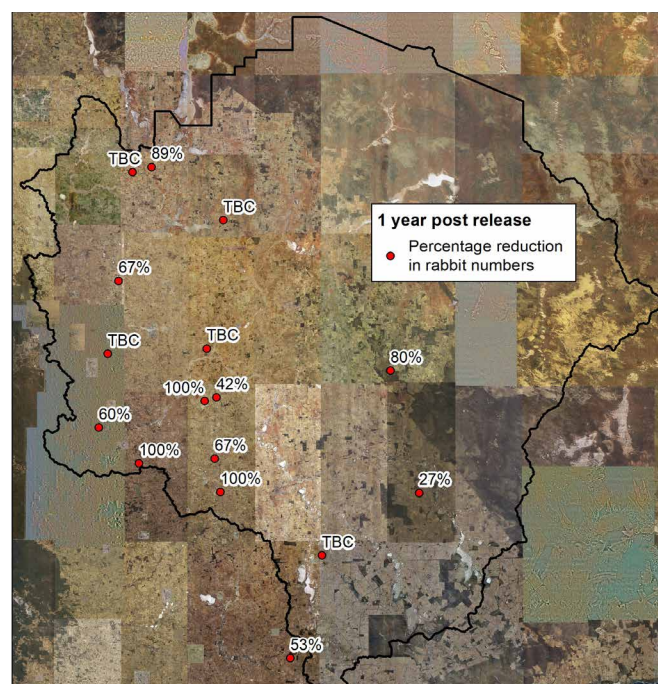 TBC
89%
TBC
1 year post release
Percentage reduction
in rabbit numbers
67%
TBC
TBC
80%
100%
42%
60%
100%
67%
100%
27%
TBC
53%